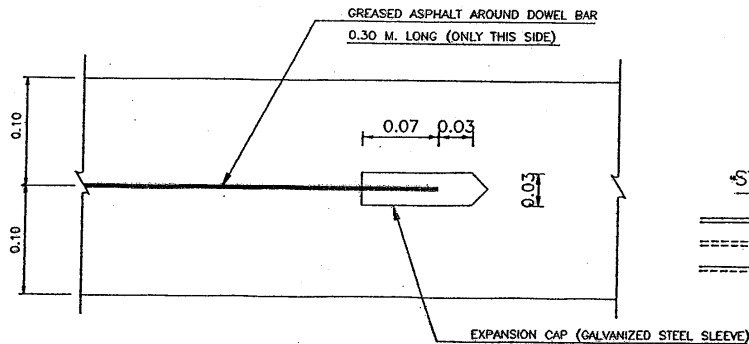 GREASED ASPHALT AROUND DOWEL BAR
0.30 M. LONG (ONLY THIS SIDE)
0.10
0.07
0.03
0.03
0.10
EXPANSION CAP (GALVANIZED STEEL SLEEVE)